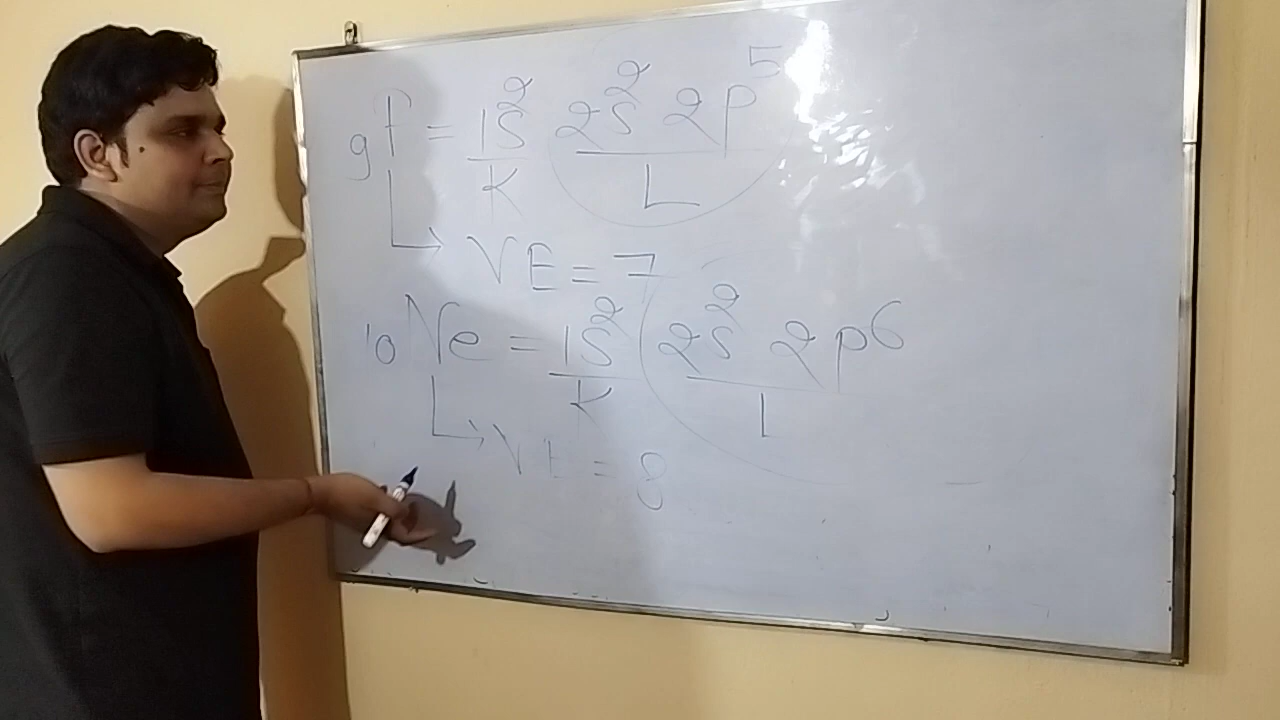 ₉F = 1S² 2S² 2P⁵
K L
VE = 7
₁₀Ne = 1S² 2S² 2P⁶
K L
VE = 8